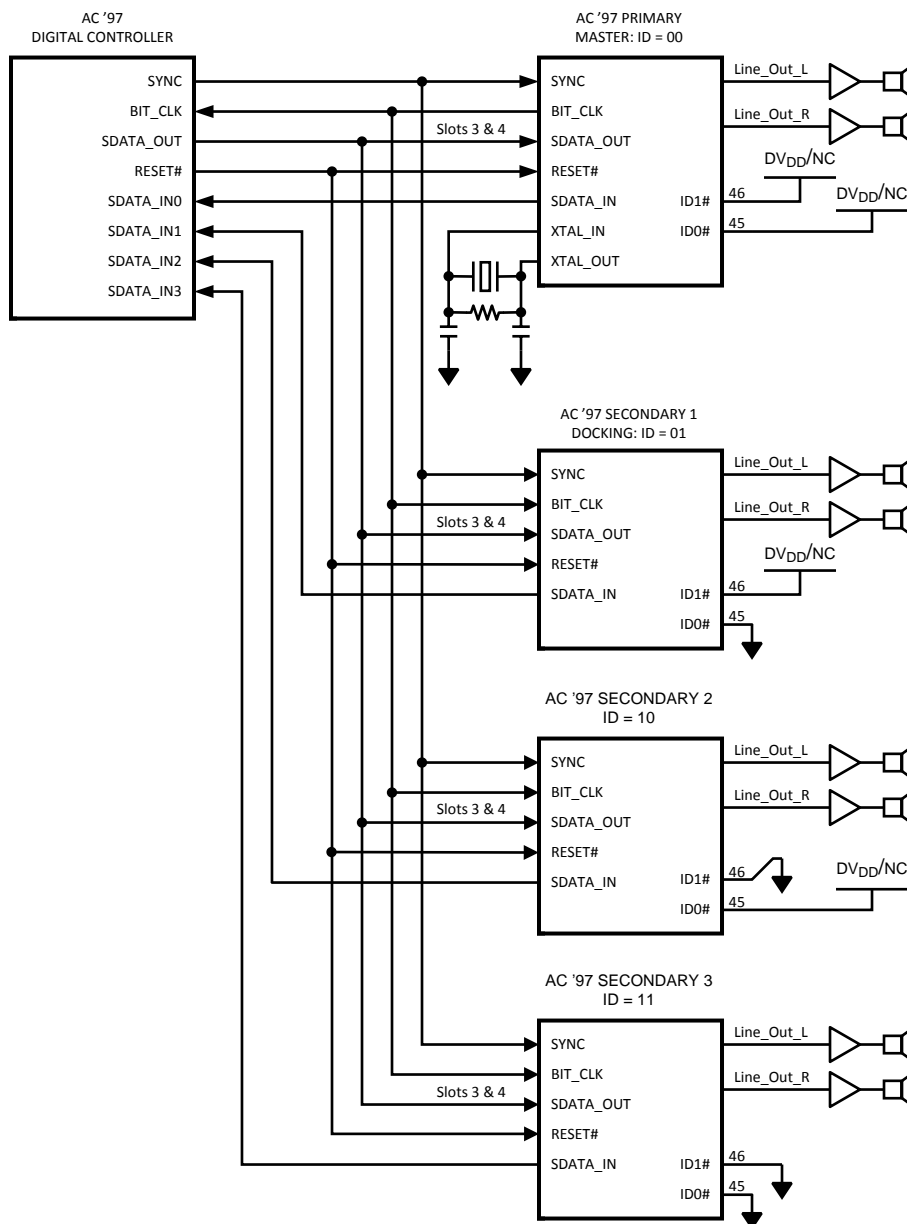 AC ’97
DIGITAL CONTROLLER
SYNC
BIT_CLK
SDATA_OUT
RESET#
SDATA_IN0
SDATA_IN1
SDATA_IN2
SDATA_IN3
AC ’97 PRIMARY
MASTER: ID = 00
Slots 3 & 4
SYNC
BIT_CLK
SDATA_OUT
RESET#
SDATA_IN
XTAL_IN
XTAL_OUT
ID1#
ID0#
46
45
Line_Out_L
Line_Out_R
DVDD/NC
DVDD/NC
AC ’97 SECONDARY 1
DOCKING: ID = 01
Slots 3 & 4
SYNC
BIT_CLK
SDATA_OUT
RESET#
SDATA_IN
ID1#
ID0#
46
45
Line_Out_L
Line_Out_R
DVDD/NC
AC ’97 SECONDARY 2
ID = 10
Slots 3 & 4
SYNC
BIT_CLK
SDATA_OUT
RESET#
SDATA_IN
ID1#
ID0#
46
45
Line_Out_L
Line_Out_R
DVDD/NC
AC ’97 SECONDARY 3
ID = 11
Slots 3 & 4
SYNC
BIT_CLK
SDATA_OUT
RESET#
SDATA_IN
ID1#
ID0#
46
45
Line_Out_L
Line_Out_R